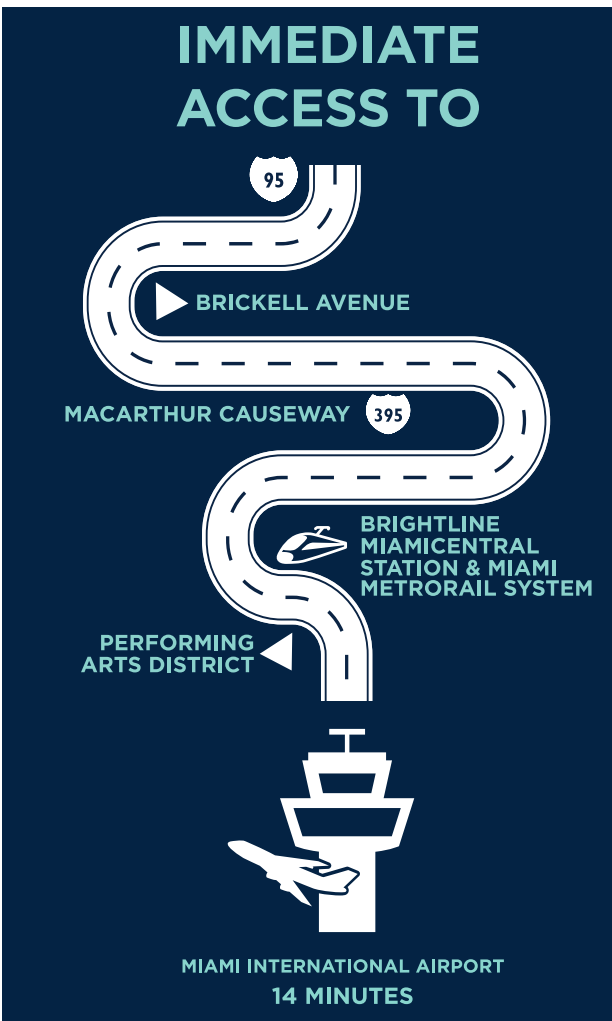 IMMEDIATE
ACCESS TO
95
BRICKELL AVENUE
MACARTHUR CAUSEWAY 395
BRIGHTLINE
MIAMICENTRAL
STATION & MIAMI
METRORAIL SYSTEM
PERFORMING
ARTS DISTRICT
MIAMI INTERNATIONAL AIRPORT
14 MINUTES